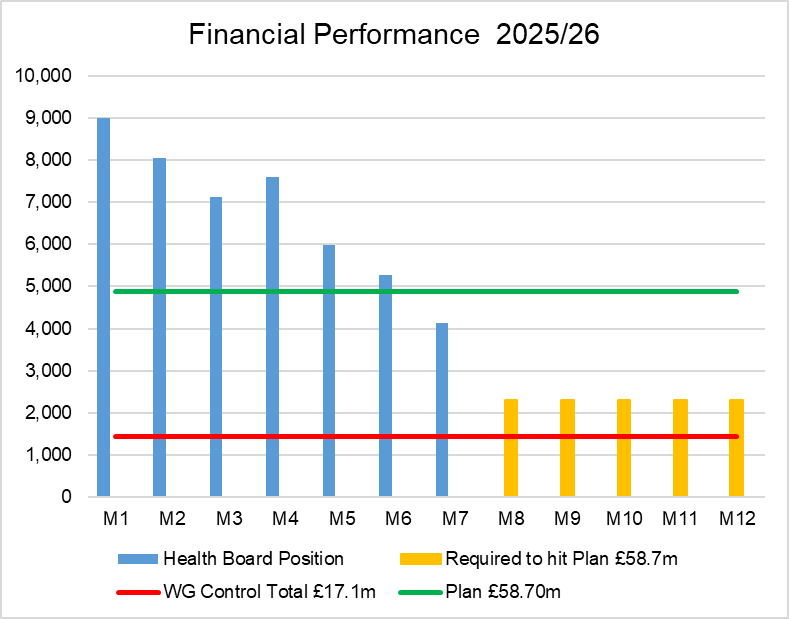 Financial Performance  2025/26
10,000
9,000
8,000
7,000
6,000
5,000
4,000
3,000
2,000
1,000
0
M1 M2 M3 M4 M5 M6 M7 M8 M9 M10 M11 M12
Health Board Position Required to hit Plan £58.7m
WG Control Total £17.1m Plan £58.70m